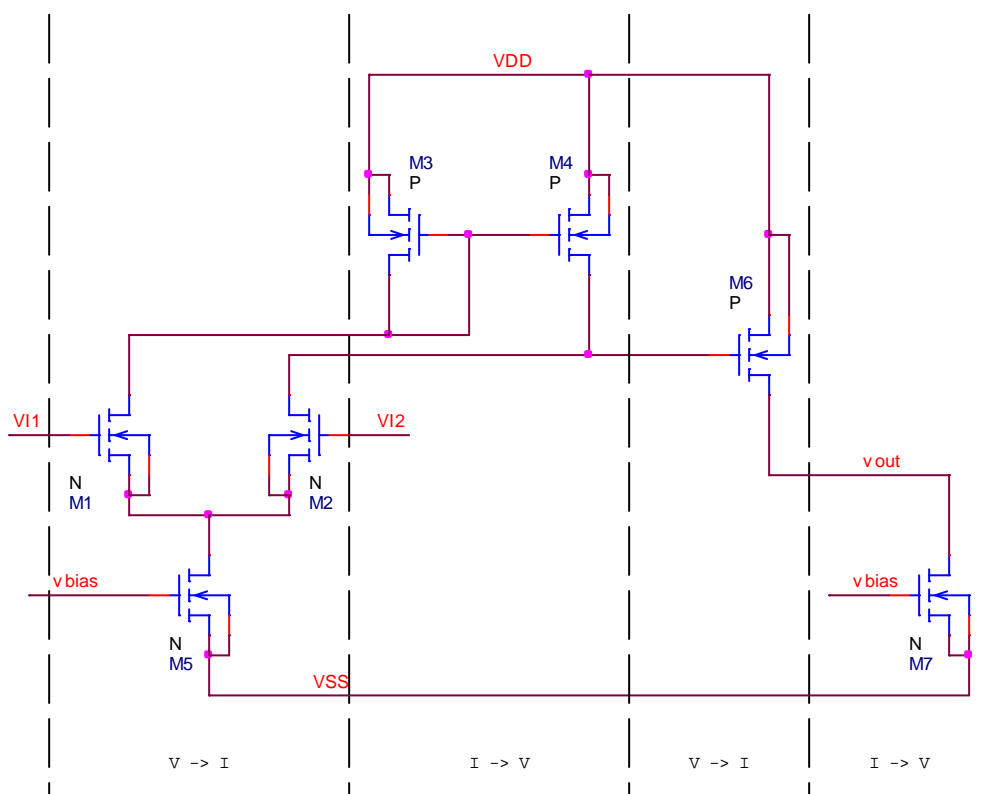 VDD
M3
P
M4
P
M6
P
VI1
VI2
vout
N
M1
N
M2
vbias
vbias
N
M5
N
M7
VSS
V -> I
I -> V
V -> I
I -> V